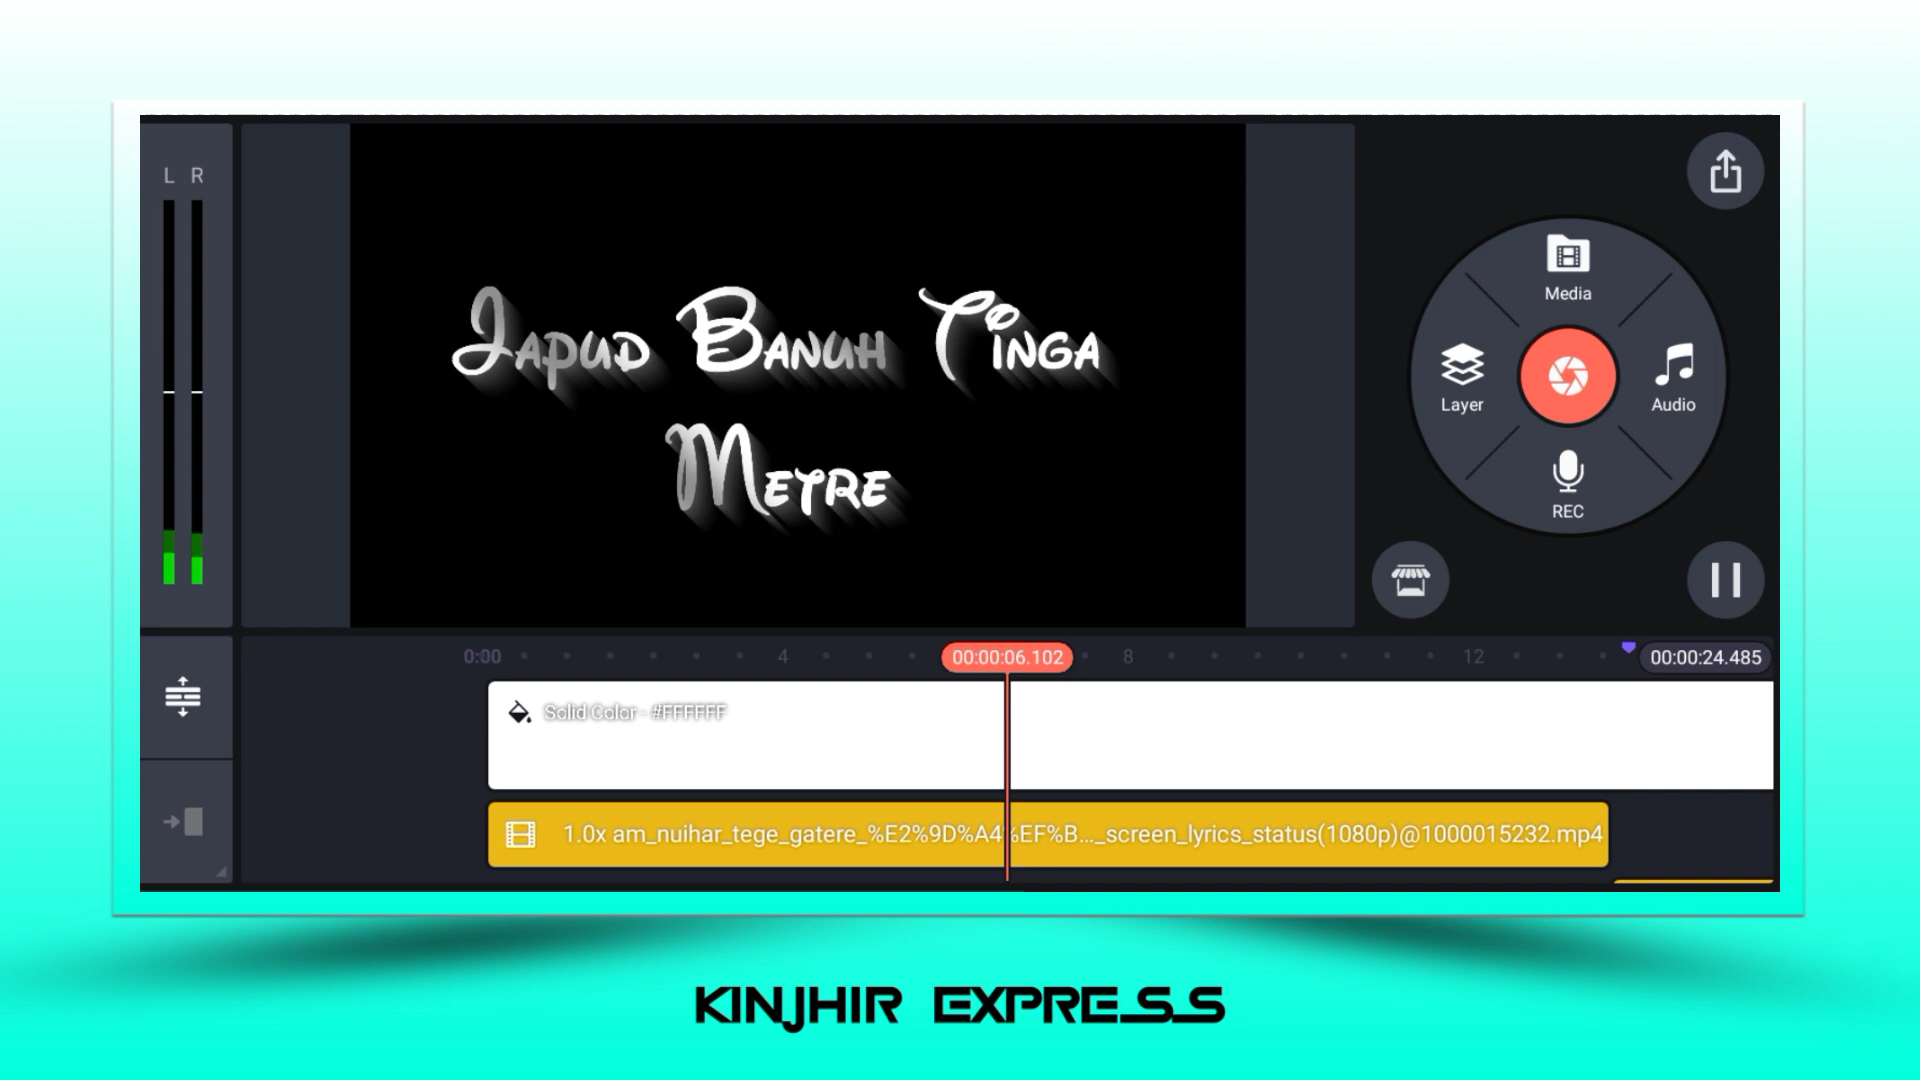 L R
Japud Banuh Tinga
Metre
Media
Layer
Audio
REC
0:00 4 00:00:06.102 8 12 00:00:24.485
Solid Color - #FFFFFF
1.0x am_nuihar_tege_gatere_%E2%9D%A4%EF%B..._screen_lyrics_status(1080p)@1000015232.mp4
KINJHIR EXPRESS